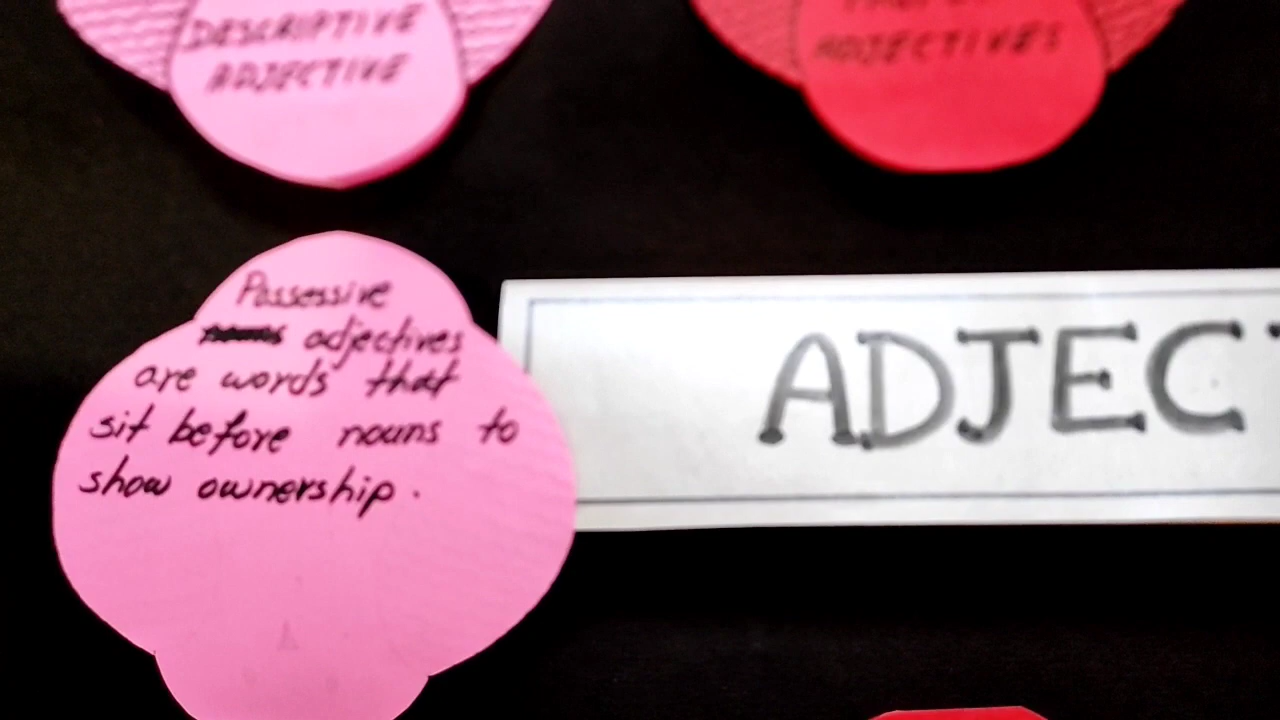 DESCRIPTIVE
ADJECTIVE
ADJECTIVES
Possessive
adjectives
are words that
sit before nouns to
show ownership.
ADJEC